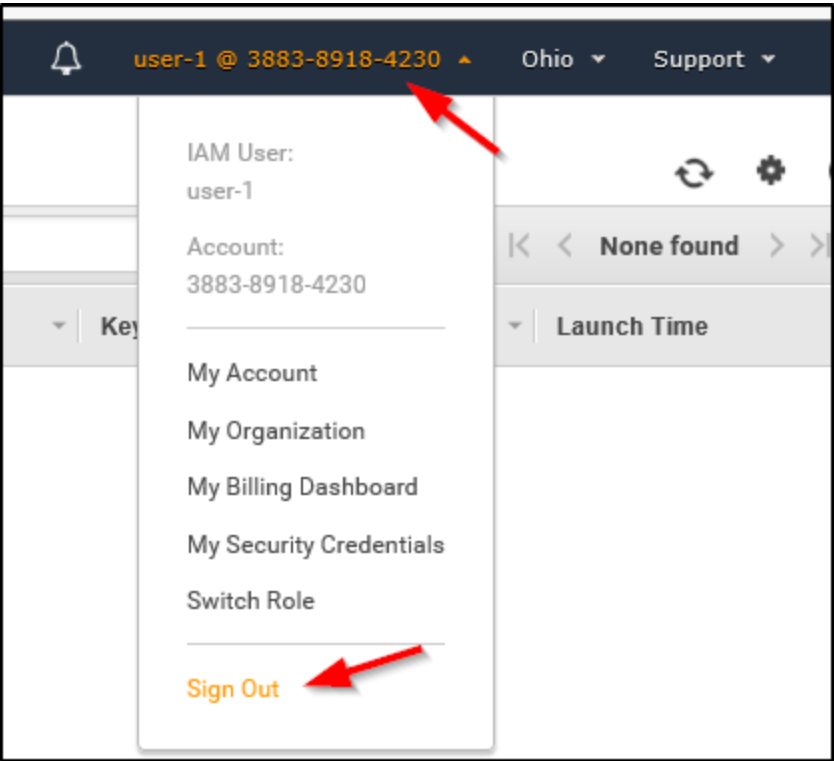 user-1 @ 3883-8918-4230 Ohio Support
IAM User:
user-1
Account:
3883-8918-4230
None found
Launch Time
My Account
My Organization
My Billing Dashboard
My Security Credentials
Switch Role
Sign Out